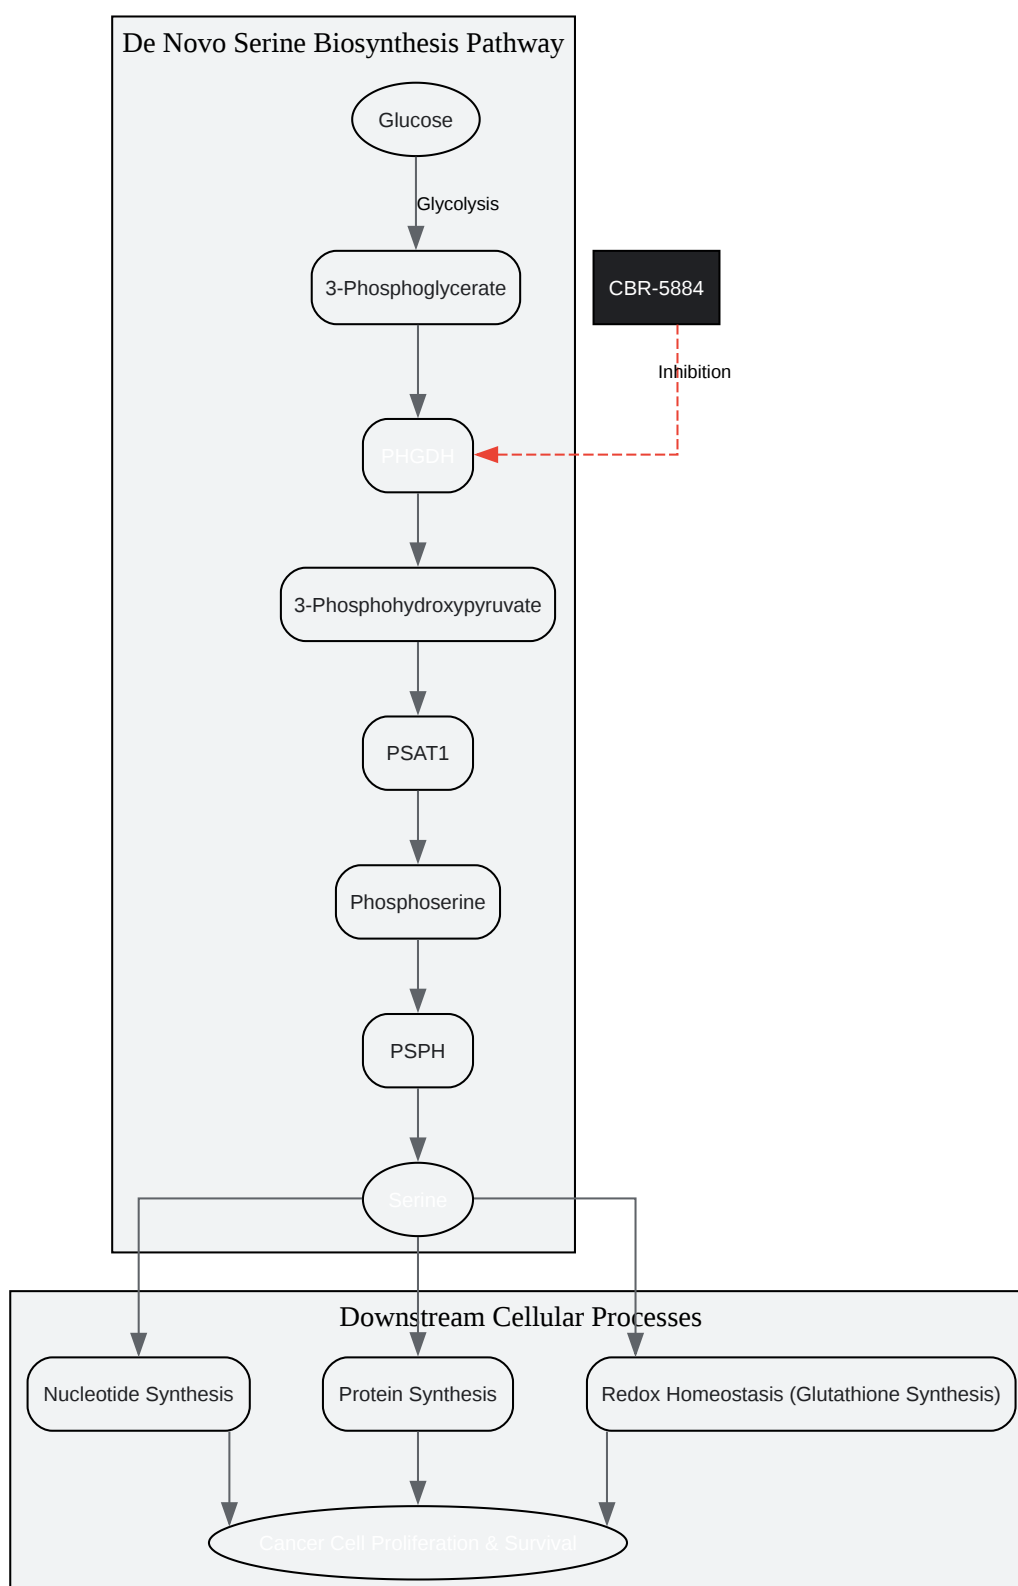 De Novo Serine Biosynthesis Pathway
Glucose
Glycolysis
3-Phosphoglycerate
CBR-5884
Inhibition
PHGDH
3-Phosphohydroxypyruvate
PSAT1
Phosphoserine
PSPH
Serine
Downstream Cellular Processes
Nucleotide Synthesis
Protein Synthesis
Redox Homeostasis (Glutathione Synthesis)
Cancer Cell Proliferation & Survival